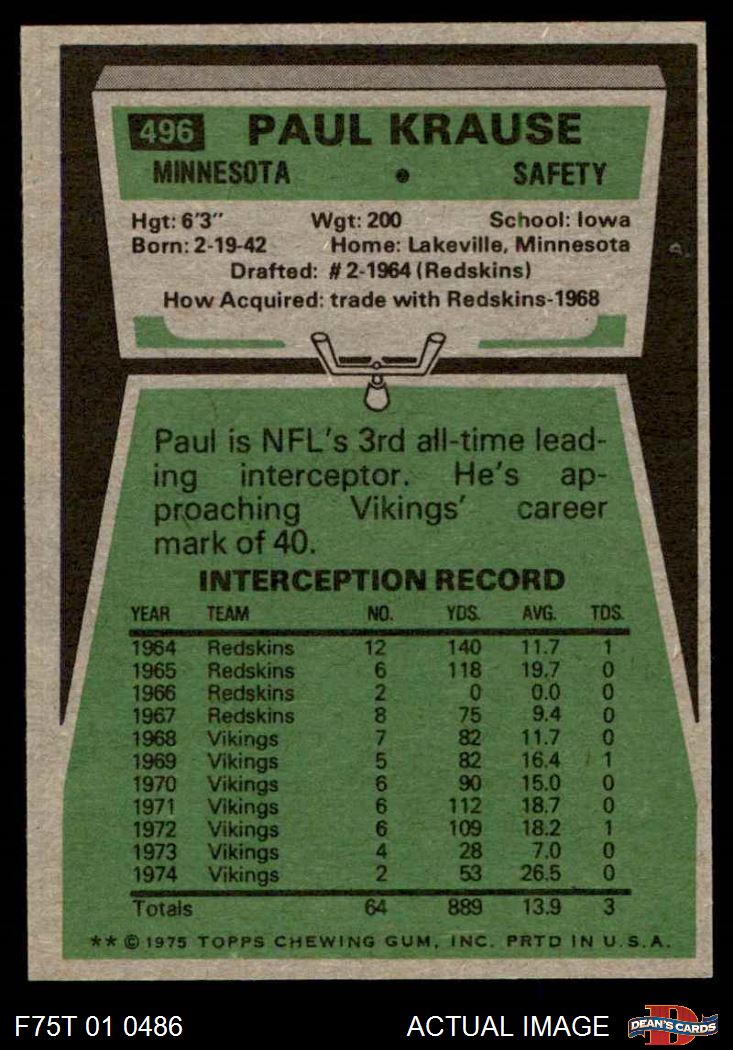 496 PAUL KRAUSE
MINNESOTA • SAFETY
Hgt: 6'3" Wgt: 200 School: Iowa
Born: 2-19-42 Home: Lakeville, Minnesota
Drafted: #2-1964 (Redskins)
How Acquired: trade with Redskins-1968
Paul is NFL's 3rd all-time lead-
ing interceptor. He's ap-
proaching Vikings' career
mark of 40.
INTERCEPTION RECORD
YEAR TEAM NO. YDS. AVG. TDS.
1964 Redskins 12 140 11.7 1
1965 Redskins 6 118 19.7 0
1966 Redskins 2 0 0.0 0
1967 Redskins 8 75 9.4 0
1968 Vikings 7 82 11.7 0
1969 Vikings 5 82 16.4 1
1970 Vikings 6 90 15.0 0
1971 Vikings 6 112 18.7 0
1972 Vikings 6 109 18.2 1
1973 Vikings 4 28 7.0 0
1974 Vikings 2 53 26.5 0
Totals 64 889 13.9 3
** © 1975 TOPPS CHEWING GUM, INC. PRTD IN U.S.A.
F75T 01 0486 ACTUAL IMAGE D DEAN'S CARDS